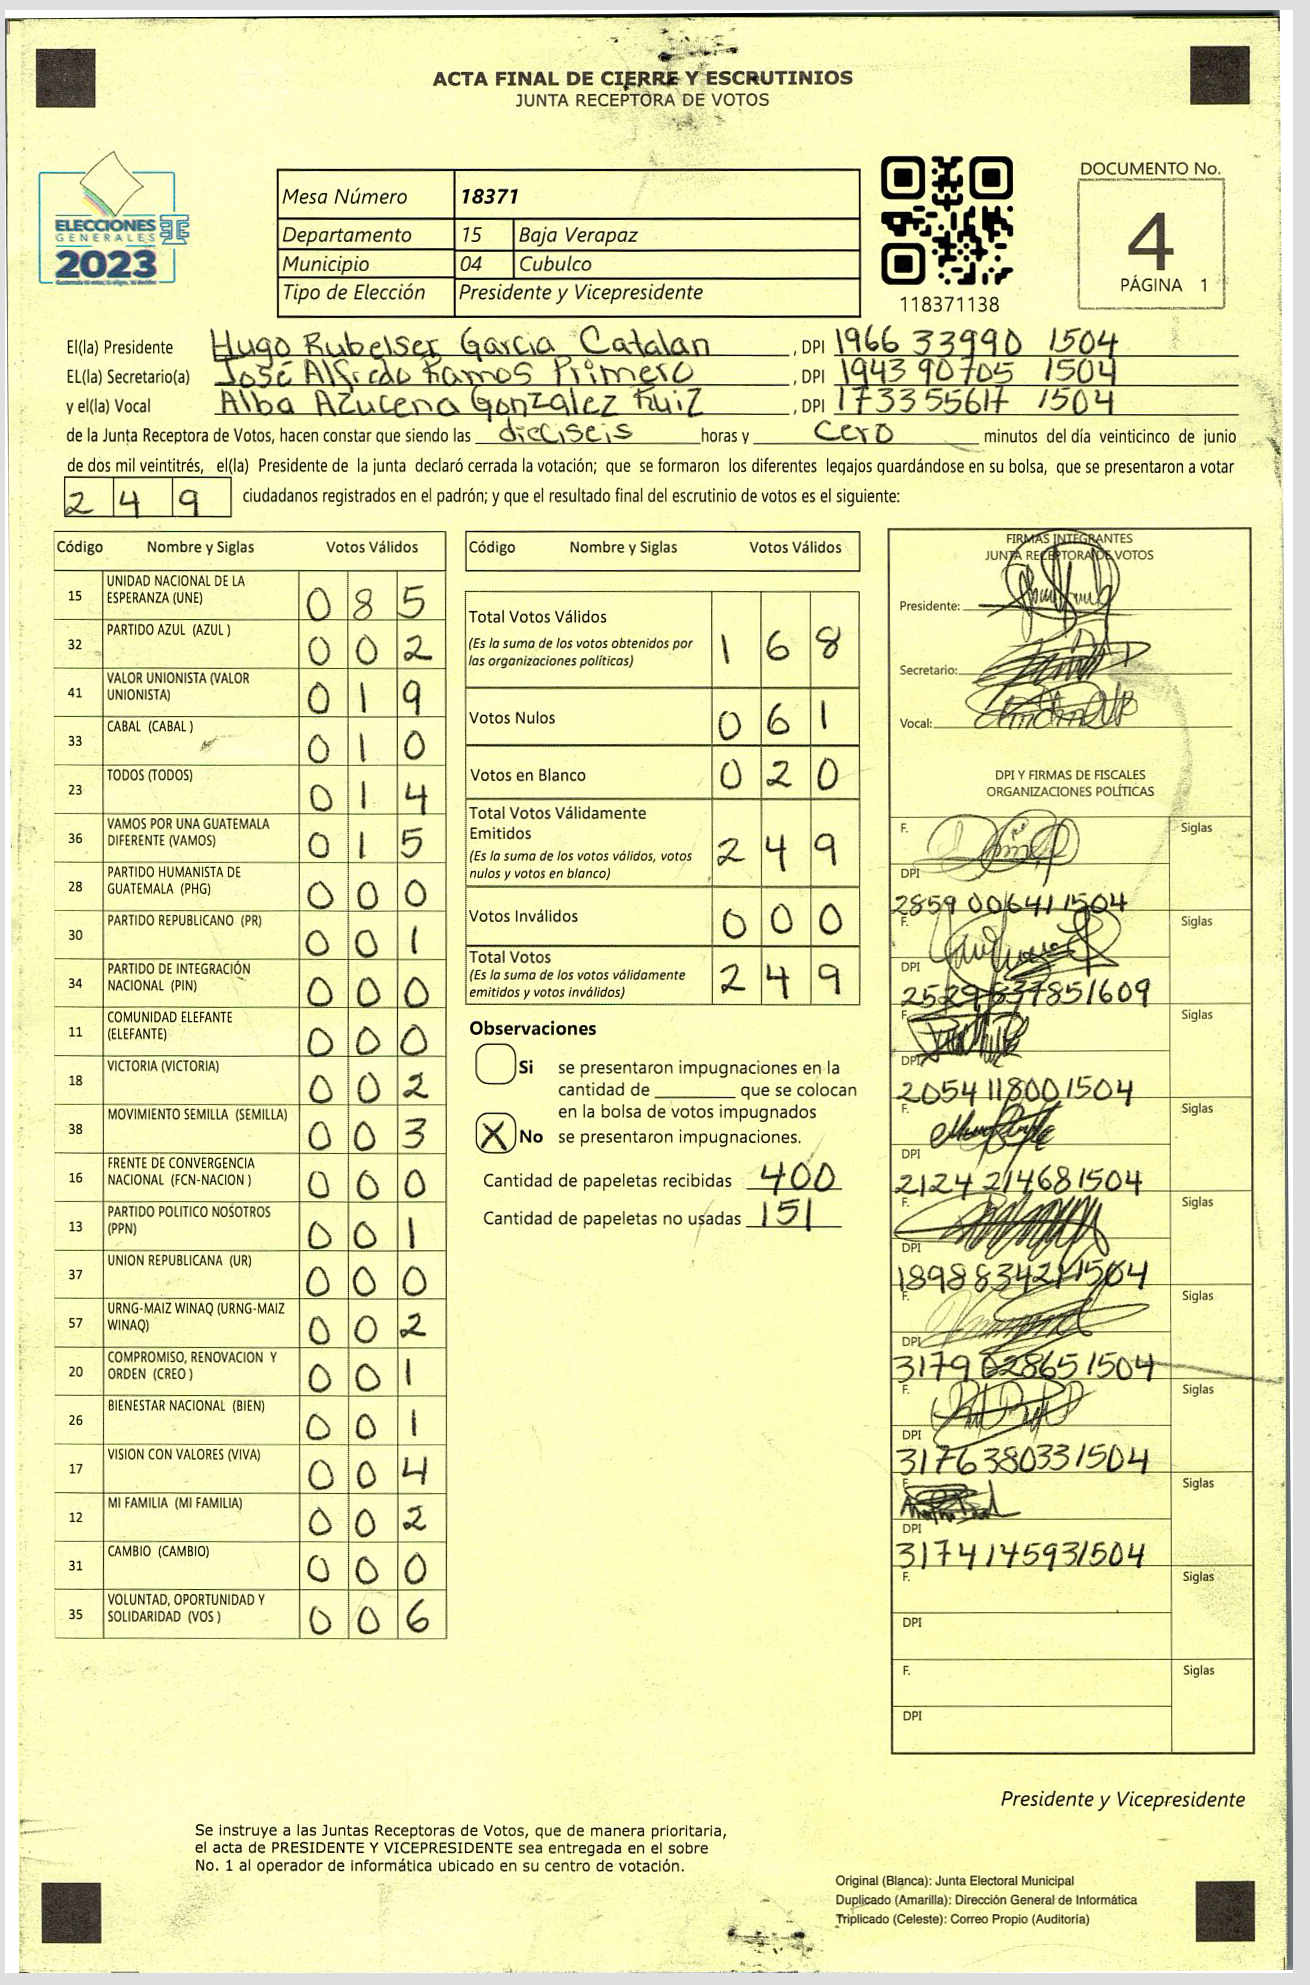 ACTA FINAL DE CIERRE Y ESCRUTINIOS
JUNTA RECEPTORA DE VOTOS
ELECCIONES
GENERALES
2023
Mesa Número 18371
Departamento 15 Baja Verapaz
Municipio 04 Cubulco
Tipo de Elección Presidente y Vicepresidente
118371138
DOCUMENTO No.
4
PÁGINA 1
El(la) Presidente Hugo Rubelser Garcia Catalan, DPI 1966 33990 1504
EL(la) Secretario(a) José Alfredo Ramos Primero, DPI 1943 90705 1504
y el(la) Vocal Alba Azucena Gonzalez Ruiz, DPI 1733 55617 1504
de la Junta Receptora de Votos, hacen constar que siendo las dieciseis horas y cero minutos del día veinticinco de junio
de dos mil veintitrés, el(la) Presidente de la junta declaró cerrada la votación; que se formaron los diferentes legajos guardándose en su bolsa, que se presentaron a votar
2 4 9 ciudadanos registrados en el padrón; y que el resultado final del escrutinio de votos es el siguiente:
Código Nombre y Siglas Votos Válidos
15 UNIDAD NACIONAL DE LA ESPERANZA (UNE) 0 8 5
32 PARTIDO AZUL (AZUL ) 0 0 2
41 VALOR UNIONISTA (VALOR UNIONISTA) 0 1 9
33 CABAL (CABAL ) 0 1 0
23 TODOS (TODOS) 0 1 4
36 VAMOS POR UNA GUATEMALA DIFERENTE (VAMOS) 0 1 5
28 PARTIDO HUMANISTA DE GUATEMALA (PHG) 0 0 0
30 PARTIDO REPUBLICANO (PR) 0 0 1
34 PARTIDO DE INTEGRACIÓN NACIONAL (PIN) 0 0 0
11 COMUNIDAD ELEFANTE (ELEFANTE) 0 0 0
18 VICTORIA (VICTORIA) 0 0 2
38 MOVIMIENTO SEMILLA (SEMILLA) 0 0 3
16 FRENTE DE CONVERGENCIA NACIONAL (FCN-NACION ) 0 0 0
13 PARTIDO POLITICO NOSOTROS (PPN) 0 0 1
37 UNION REPUBLICANA (UR) 0 0 0
57 URNG-MAIZ WINAQ (URNG-MAIZ WINAQ) 0 0 2
20 COMPROMISO, RENOVACION Y ORDEN (CREO ) 0 0 1
26 BIENESTAR NACIONAL (BIEN) 0 0 1
17 VISION CON VALORES (VIVA) 0 0 4
12 MI FAMILIA (MI FAMILIA) 0 0 2
31 CAMBIO (CAMBIO) 0 0 0
35 VOLUNTAD, OPORTUNIDAD Y SOLIDARIDAD (VOS ) 0 0 6
Código Nombre y Siglas Votos Válidos
Total Votos Válidos 1 6 8
(Es la suma de los votos obtenidos por
las organizaciones políticas)
Votos Nulos 0 6 1
Votos en Blanco 0 2 0
Total Votos Válidamente
Emitidos 2 4 9
(Es la suma de los votos válidos, votos
nulos y votos en blanco)
Votos Inválidos 0 0 0
Total Votos 2 4 9
(Es la suma de los votos válidamente
emitidos y votos inválidos)
Observaciones
Si se presentaron impugnaciones en la
cantidad de ________ que se colocan
en la bolsa de votos impugnados
X No se presentaron impugnaciones.
Cantidad de papeletas recibidas 400
Cantidad de papeletas no usadas 151
FIRMAS INTEGRANTES
JUNTA RECEPTORA DE VOTOS
Presidente:
Secretario:
Vocal:
DPI Y FIRMAS DE FISCALES
ORGANIZACIONES POLÍTICAS
F. Siglas
DPI
2859 00641 1504
F. Siglas
DPI
F. Siglas
DPI
2054 11800 1504
F. Siglas
DPI
2124 21468 1504
F. Siglas
DPI
F. Siglas
DPI
3179 02865 1504
F. Siglas
DPI
3176 38033 1504
F. Siglas
DPI
3174 14593 1504
F. Siglas
DPI
F. Siglas
DPI
Presidente y Vicepresidente
Se instruye a las Juntas Receptoras de Votos, que de manera prioritaria,
el acta de PRESIDENTE Y VICEPRESIDENTE sea entregada en el sobre
No. 1 al operador de informática ubicado en su centro de votación.
Original (Blanca): Junta Electoral Municipal
Duplicado (Amarilla): Dirección General de Informática
Triplicado (Celeste): Correo Propio (Auditoría)